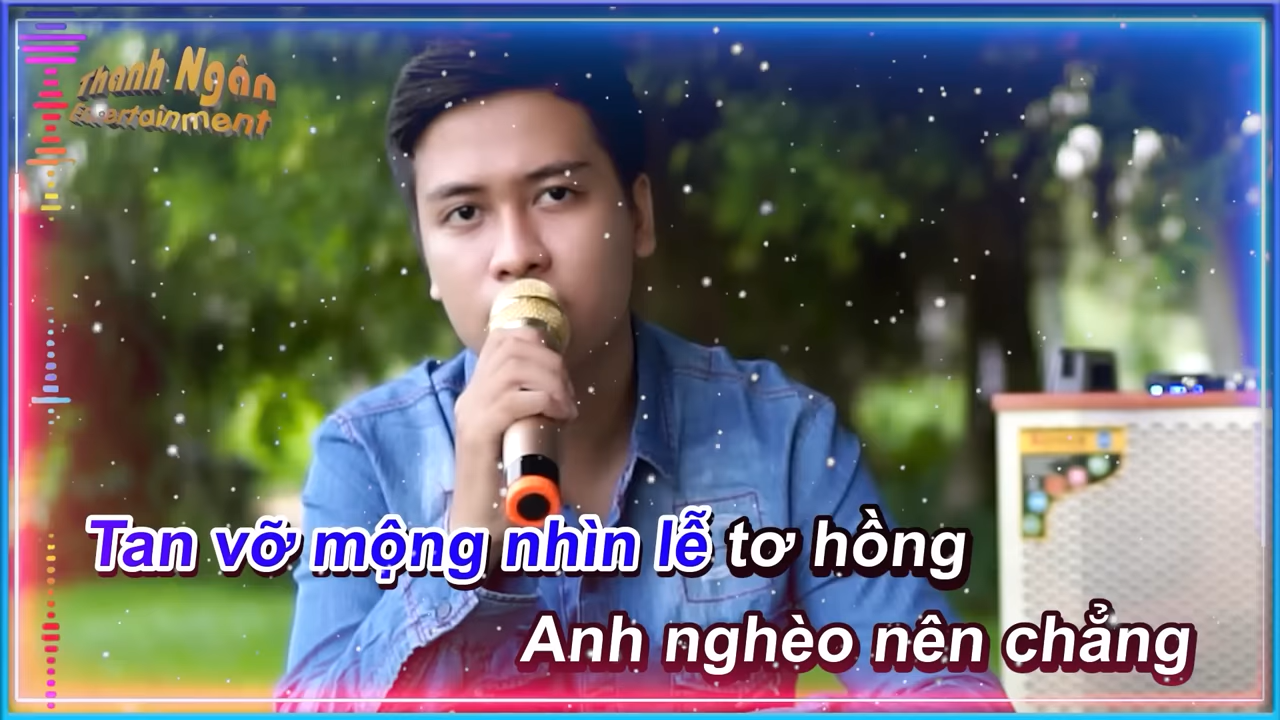 Thanh Ngân
Entertainment
Tan vỡ mộng nhìn lễ tơ hồng
Anh nghèo nên chẳng